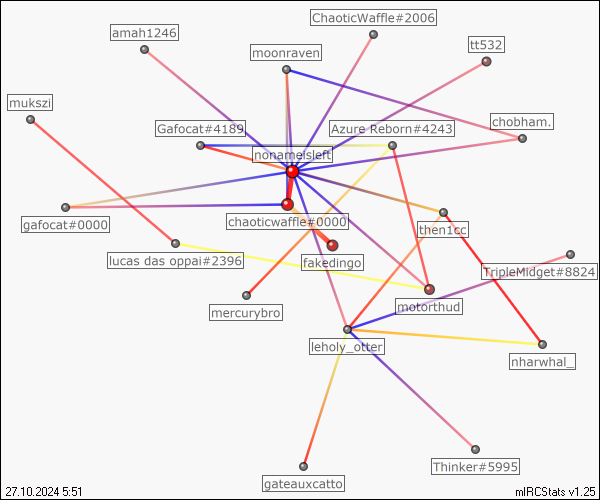 ChaoticWaffle#2006
amah1246
tt532
moonraven
mukszi
chobham.
Gafocat#4189
Azure Reborn#4243
nonameisleft
gafocat#0000
chaoticwaffle#0000
then1cc
lucas das oppai#2396
fakedingo
TripleMidget#8824
mercurybro
motorthud
leholy_otter
nharwhal_
Thinker#5995
gateauxcatto
27.10.2024 5:51
mIRCStats v1.25